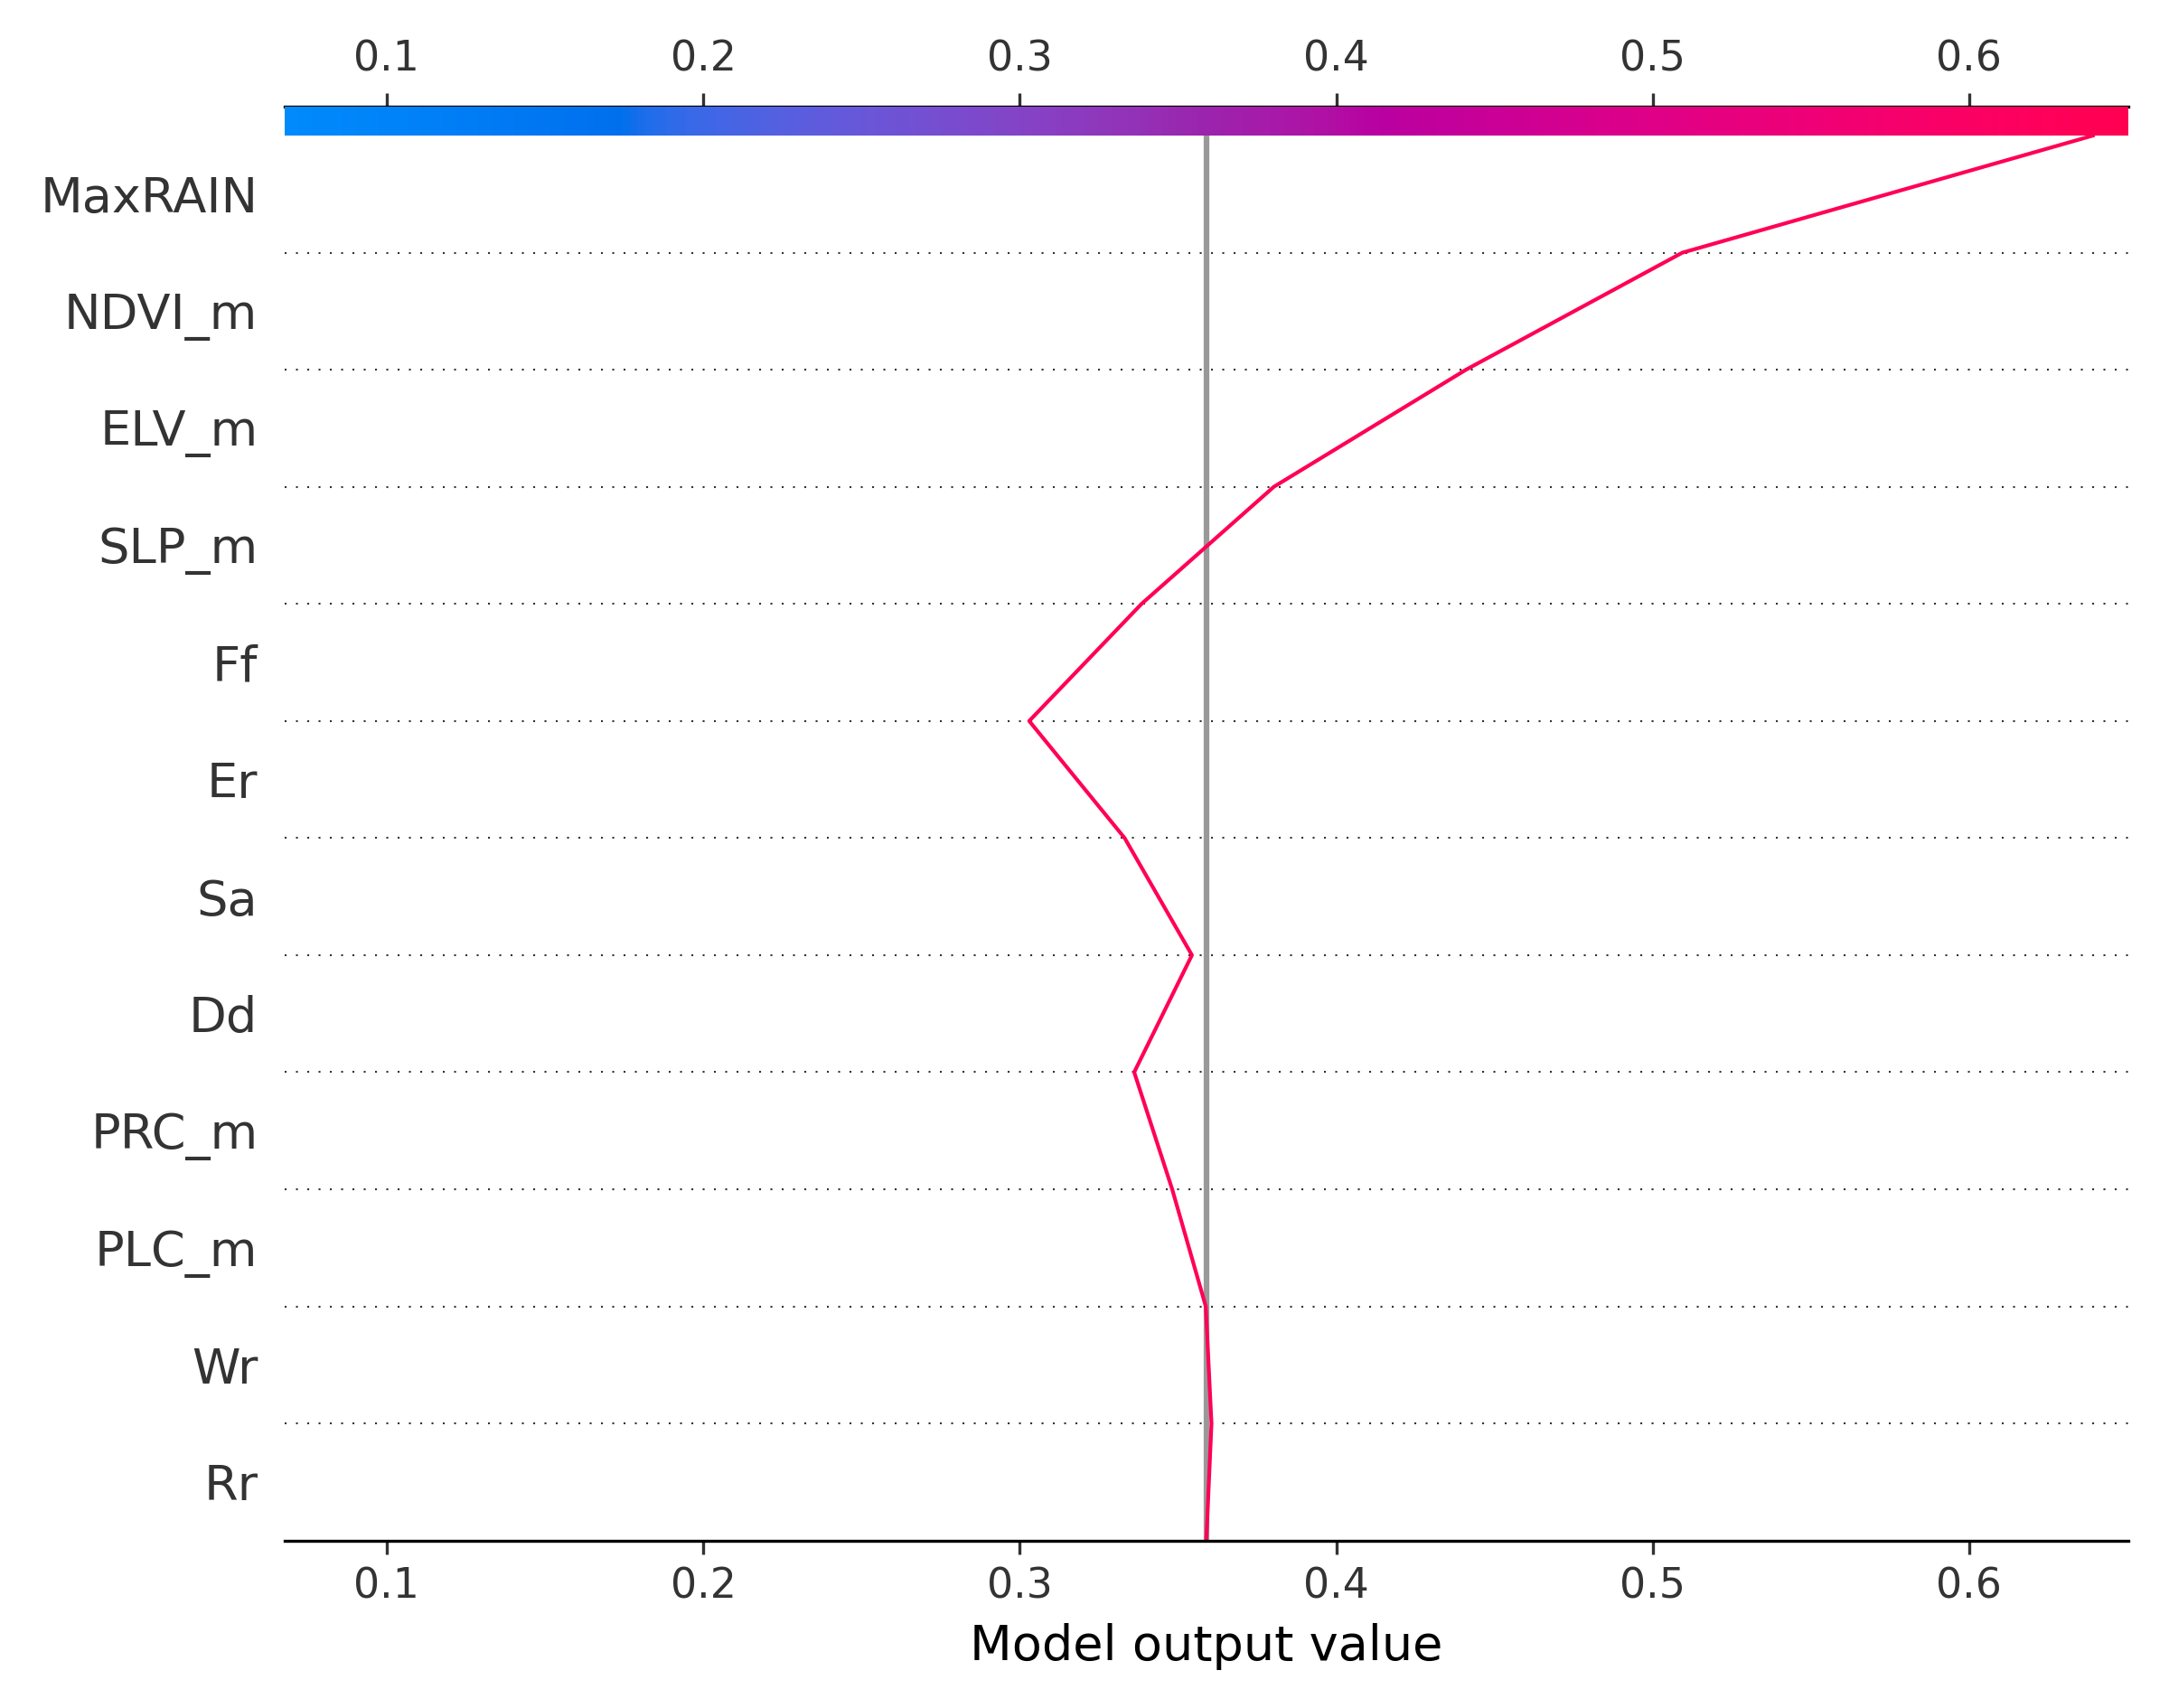 0.1 0.2 0.3 0.4 0.5 0.6
MaxRAIN
NDVI_m
ELV_m
SLP_m
Ff
Er
Sa
Dd
PRC_m
PLC_m
Wr
Rr
0.1 0.2 0.3 0.4 0.5 0.6
Model output value